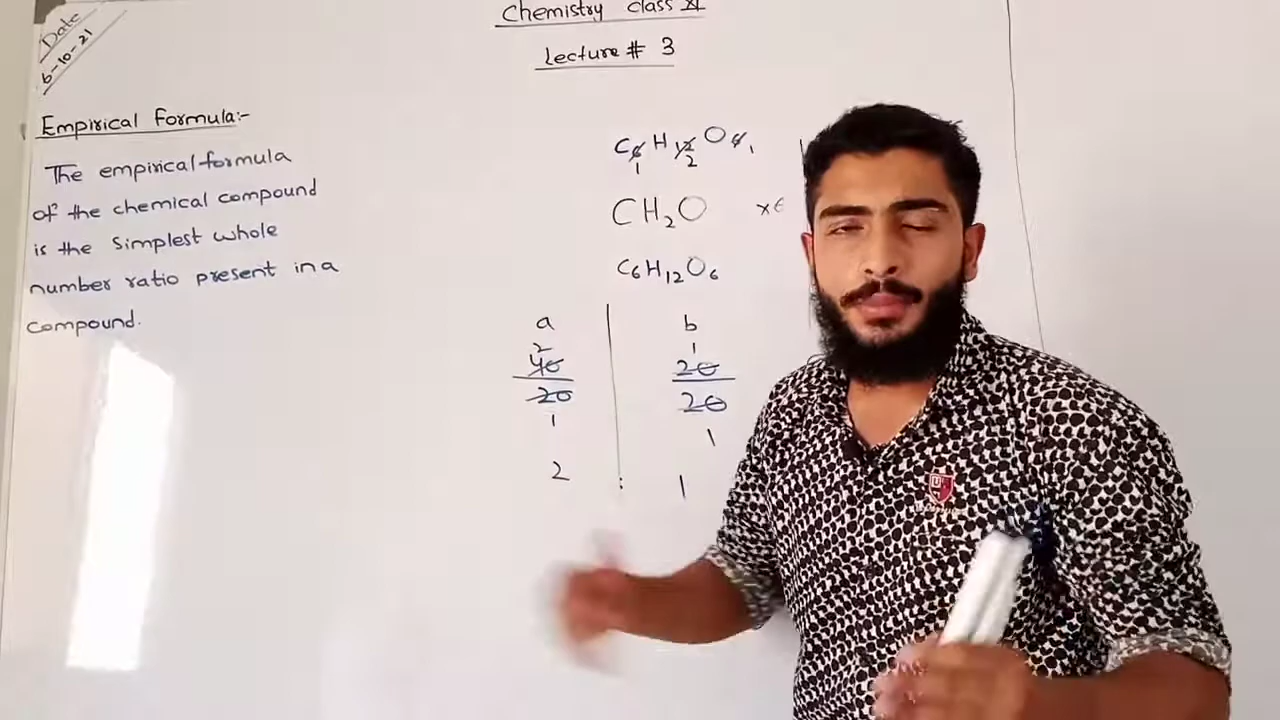 Date
6-10-21
Chemistry class XI
Lecture # 3
Empirical formula:-
The empirical formula
of the chemical compound
is the simplest whole
number ratio present in a
compound.
C6 H12 O6
1 2 1
CH2O ×6
C6H12O6
a b
2 1
40 20
20 20
1 1
2 : 1